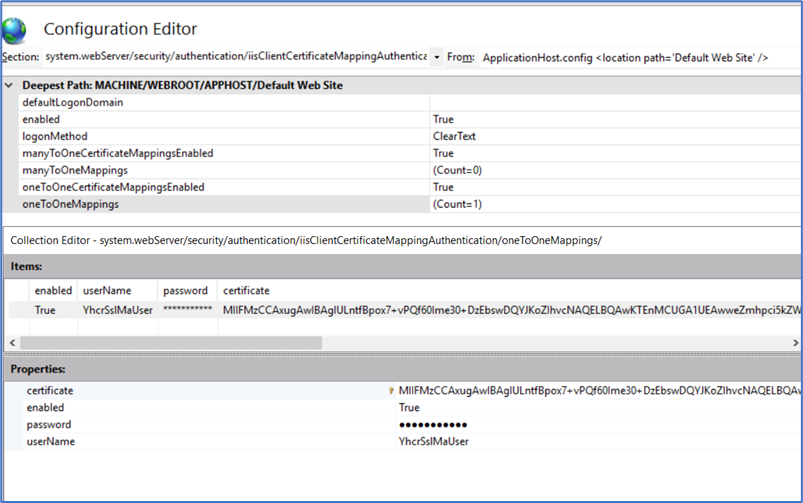 Configuration Editor
Section: system.webServer/security/authentication/iisClientCertificateMappingAuthentica From: ApplicationHost.config <location path='Default Web Site' />
Deepest Path: MACHINE/WEBROOT/APPHOST/Default Web Site
defaultLogonDomain
enabled True
logonMethod ClearText
manyToOneCertificateMappingsEnabled True
manyToOneMappings (Count=0)
oneToOneCertificateMappingsEnabled True
oneToOneMappings (Count=1)
Collection Editor - system.webServer/security/authentication/iisClientCertificateMappingAuthentication/oneToOneMappings/
Items:
enabled userName password certificate
True YhcrSslMaUser *********** MIIFMzCCAxugAwIBAgIULntfBpox7+vPQf60lme30+DzEbswDQYJKoZIhvcNAQELBQAwKTEnMCUGA1UEAwweZmhpci5kZW
Properties:
certificate MIIFMzCCAxugAwIBAgIULntfBpox7+vPQf60lme30+DzEbswDQYJKoZIhvcNAQELBQAw
enabled True
password ●●●●●●●●●●●
userName YhcrSslMaUser